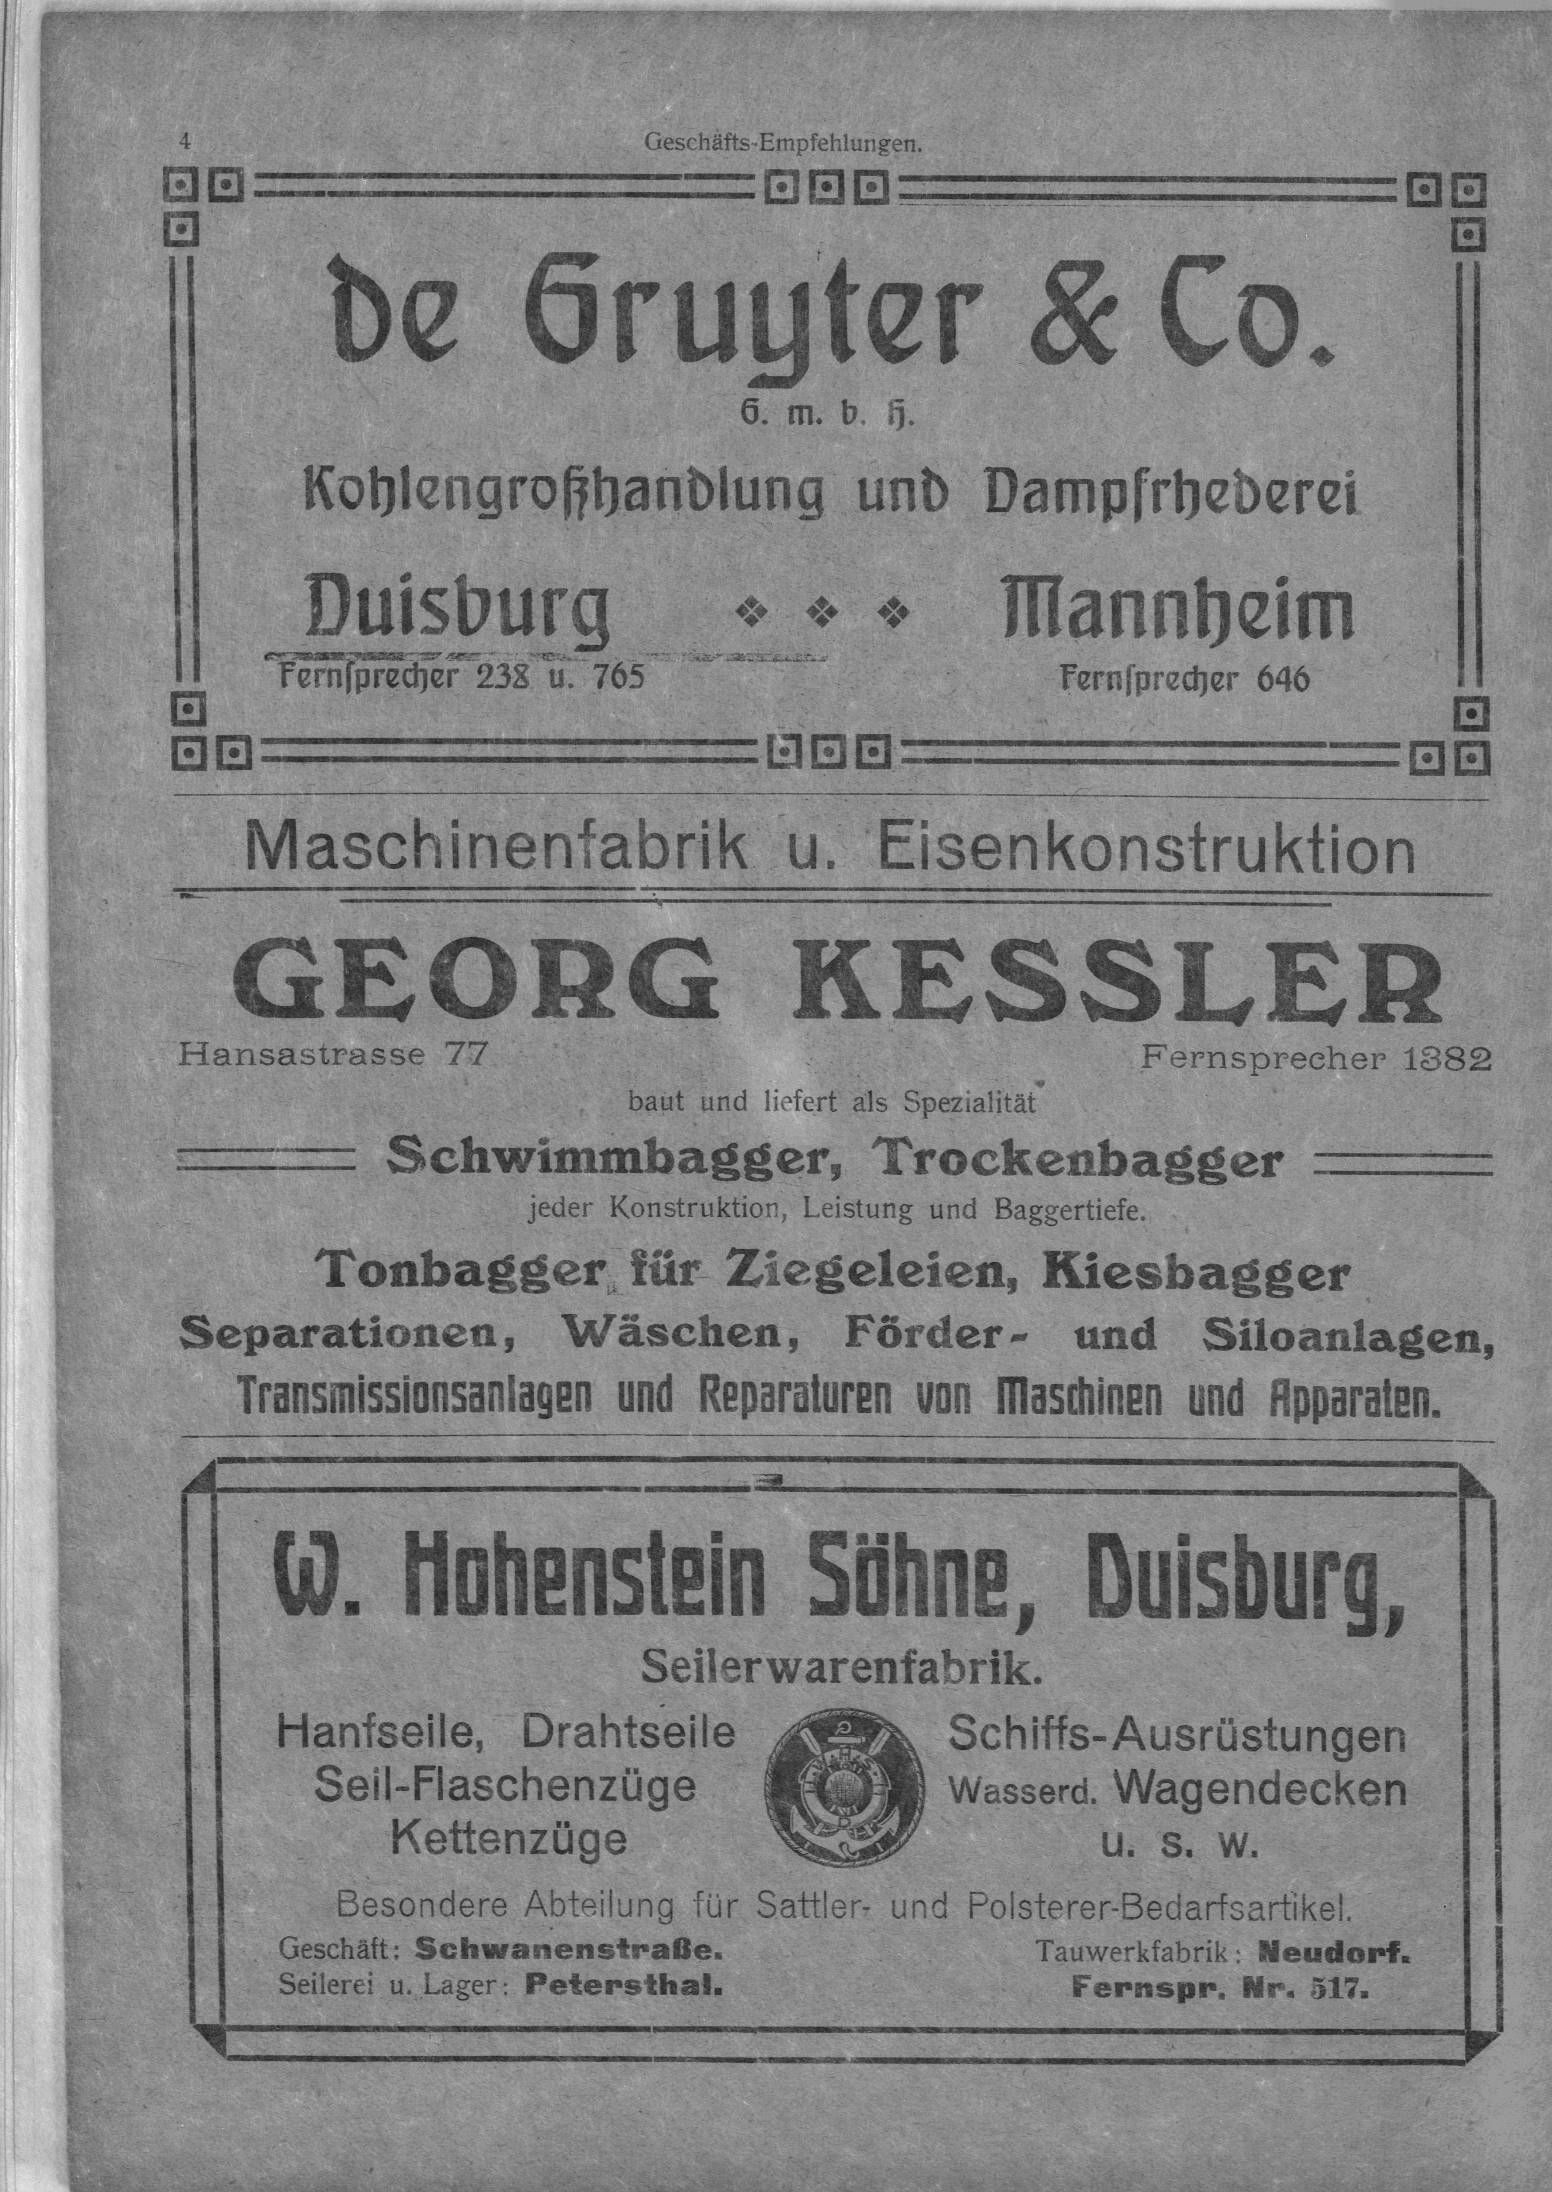 4
Geschäfts-Empfehlungen.
de Gruyter & Co.
G. m. b. H.
Kohlengroßhandlung und Dampfrhederei
Duisburg Mannheim
Fernsprecher 238 u. 765 Fernsprecher 646
Maschinenfabrik u. Eisenkonstruktion
GEORG KESSLER
Hansastrasse 77 Fernsprecher 1382
baut und liefert als Spezialität
Schwimmbagger, Trockenbagger
jeder Konstruktion, Leistung und Baggertiefe.
Tonbagger für Ziegeleien, Kiesbagger
Separationen, Wäschen, Förder- und Siloanlagen,
Transmissionsanlagen und Reparaturen von Maschinen und Apparaten.
W. Hohenstein Söhne, Duisburg,
Seilerwarenfabrik.
Hanfseile, Drahtseile
Seil-Flaschenzüge
Kettenzüge
Schiffs-Ausrüstungen
Wasserd. Wagendecken
u. s. w.
Besondere Abteilung für Sattler- und Polsterer-Bedarfsartikel.
Geschäft: Schwanenstraße.
Seilerei u. Lager: Petersthal.
Tauwerkfabrik: Neudorf.
Fernspr. Nr. 517.